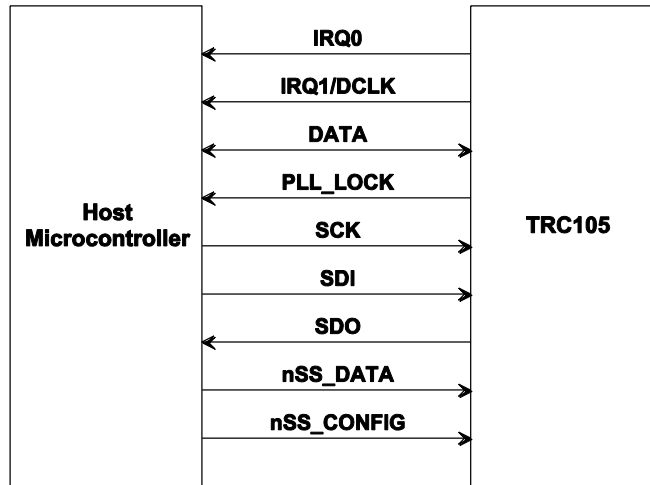 IRQ0
IRQ1/DCLK
DATA
PLL_LOCK
Host
Microcontroller
TRC105
SCK
SDI
SDO
nSS_DATA
nSS_CONFIG